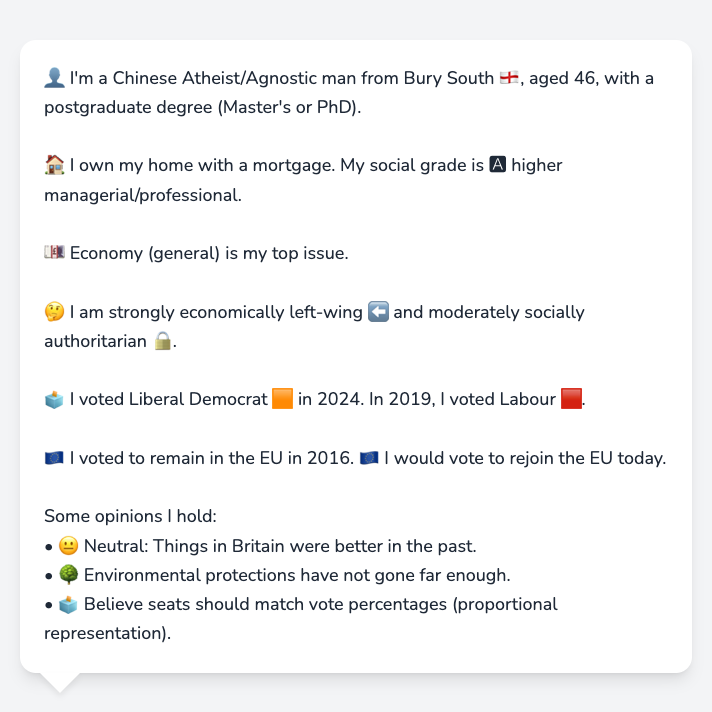 👤 I'm a Chinese Atheist/Agnostic man from Bury South 🏴󠁧󠁢󠁥󠁮󠁧󠁿, aged 46, with a
postgraduate degree (Master's or PhD).
🏠 I own my home with a mortgage. My social grade is 🅰 higher
managerial/professional.
💷 Economy (general) is my top issue.
🤔 I am strongly economically left-wing ⬅️ and moderately socially
authoritarian 🔒.
🗳️ I voted Liberal Democrat 🟧 in 2024. In 2019, I voted Labour 🟥.
🇪🇺 I voted to remain in the EU in 2016. 🇪🇺 I would vote to rejoin the EU today.
Some opinions I hold:
• 😐 Neutral: Things in Britain were better in the past.
• 🌳 Environmental protections have not gone far enough.
• 🗳️ Believe seats should match vote percentages (proportional
representation).